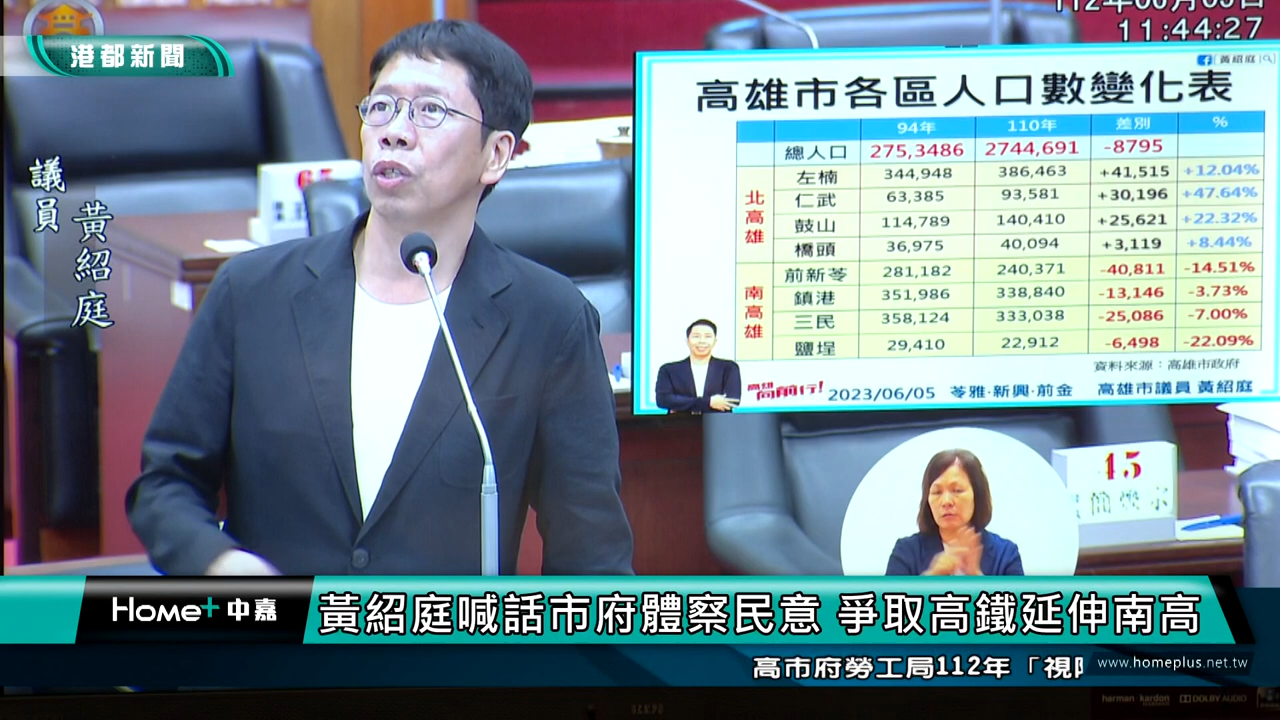 港都新聞
11:44:27
議員
黃紹庭
黃紹庭
高雄市各區人口數變化表
94年 110年 差別 %
總人口 275,3486 2744,691 -8795
北高雄
左楠 344,948 386,463 +41,515 +12.04%
仁武 63,385 93,581 +30,196 +47.64%
鼓山 114,789 140,410 +25,621 +22.32%
橋頭 36,975 40,094 +3,119 +8.44%
南高雄
前新苓 281,182 240,371 -40,811 -14.51%
鎮港 351,986 338,840 -13,146 -3.73%
三民 358,124 333,038 -25,086 -7.00%
鹽埕 29,410 22,912 -6,498 -22.09%
資料來源:高雄市政府
高雄向前行! 2023/06/05 苓雅·新興·前金 高雄市議員 黃紹庭
45
Home+中嘉
黃紹庭喊話市府體察民意 爭取高鐵延伸南高
高市府勞工局112年「視
www.homeplus.net.tw
harman kardon
DOLBY AUDIO